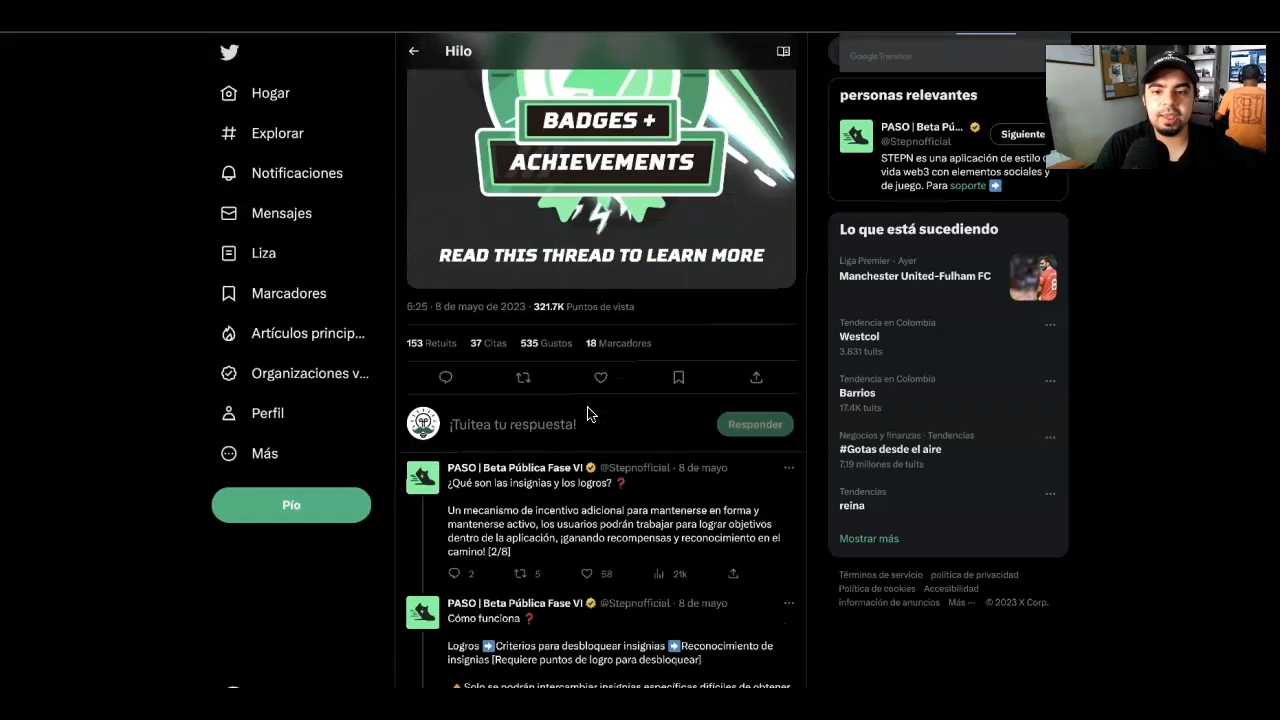 Hilo
Hogar
Explorar
Notificaciones
Mensajes
Liza
Marcadores
Artículos princip...
Organizaciones v...
Perfil
Más
Pío
BADGES +
ACHIEVEMENTS
READ THIS THREAD TO LEARN MORE
6:25 · 8 de mayo de 2023 · 321.7K Puntos de vista
153 Retuits 37 Citas 535 Gustos 18 Marcadores
¡Tuitea tu respuesta!
Responder
PASO | Beta Pública Fase VI @Stepnofficial · 8 de mayo
¿Qué son las insignias y los logros? ❓
Un mecanismo de incentivo adicional para mantenerse en forma y
mantenerse activo, los usuarios podrán trabajar para lograr objetivos
dentro de la aplicación, ¡ganando recompensas y reconocimiento en el
camino! [2/8]
2 5 58 21k
PASO | Beta Pública Fase VI @Stepnofficial · 8 de mayo
Cómo funciona ❓
Logros ➡️Criterios para desbloquear insignias ➡️Reconocimiento de
insignias [Requiere puntos de logro para desbloquear]
Solo se podrán intercambiar insignias específicas difíciles de obtener
Google Translate
personas relevantes
PASO | Beta Pú...
@Stepnofficial
Siguiente
STEPN es una aplicación de estilo d
vida web3 con elementos sociales y
de juego. Para soporte ➡️
Lo que está sucediendo
Liga Premier · Ayer
Manchester United-Fulham FC
Tendencia en Colombia
Westcol
3.831 tuits
Tendencia en Colombia
Barrios
17.4K tuits
Negocios y finanzas · Tendencias
#Gotas desde el aire
7,19 millones de tuits
Tendencias
reina
Mostrar más
Términos de servicio política de privacidad
Política de cookies Accesibilidad
información de anuncios Más ··· © 2023 X Corp.